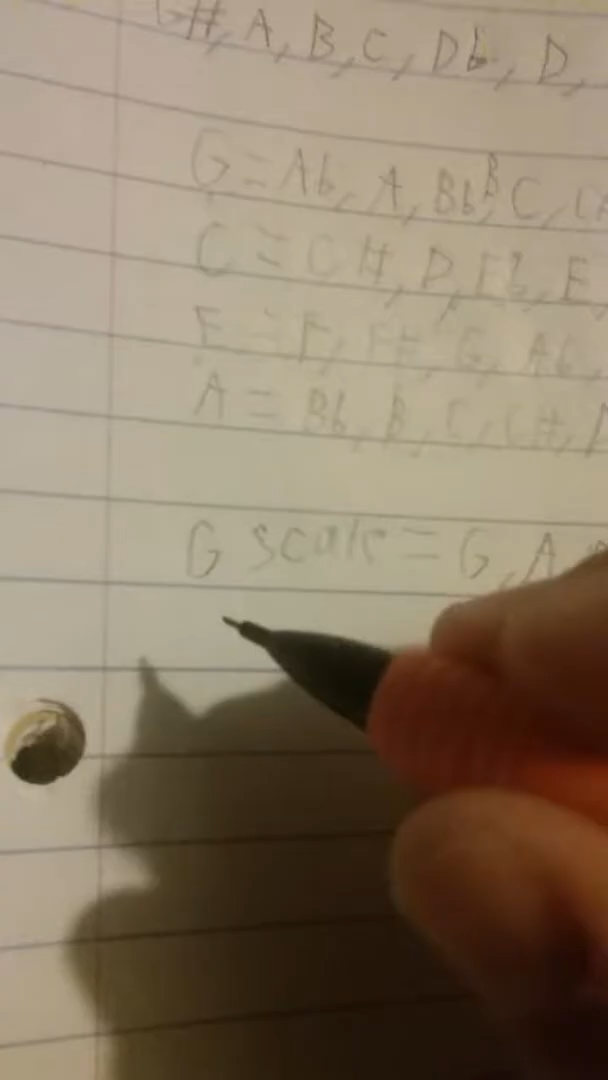 G#, A, B, C, Db, D,
G = Ab, A, Bb, B, C, C#
C = C#, D, Eb, E
E = F, F#, G, Ab,
A = Bb, B, C, C#, D
G scale = G, A